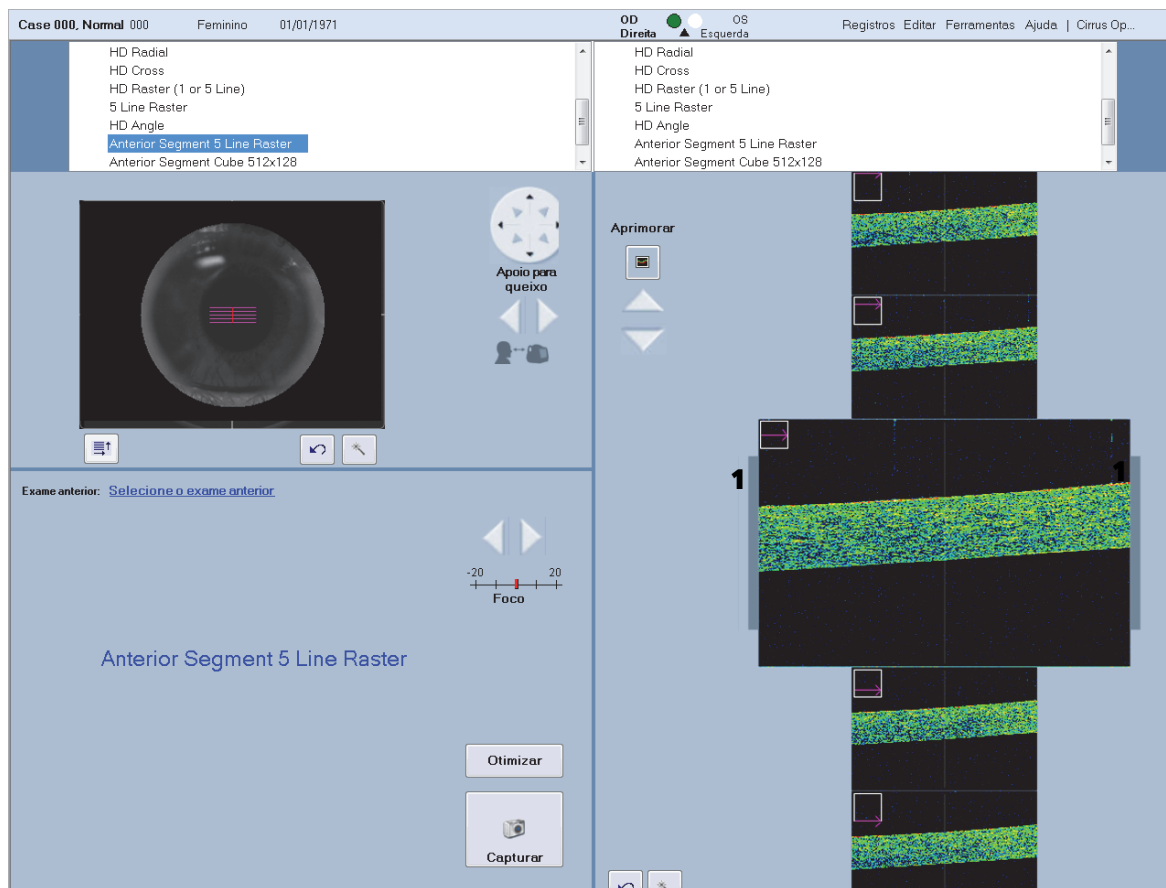 Case 000, Normal 000 Feminino 01/01/1971 OD Direita OS Esquerda Registros Editar Ferramentas Ajuda | Cirrus Op...
HD Radial
HD Cross
HD Raster (1 or 5 Line)
5 Line Raster
HD Angle
Anterior Segment 5 Line Raster
Anterior Segment Cube 512x128
HD Radial
HD Cross
HD Raster (1 or 5 Line)
5 Line Raster
HD Angle
Anterior Segment 5 Line Raster
Anterior Segment Cube 512x128
Apoio para
queixo
Exame anterior: Selecione o exame anterior
-20 20
Foco
Anterior Segment 5 Line Raster
Otimizar
Capturar
Aprimorar
1 1